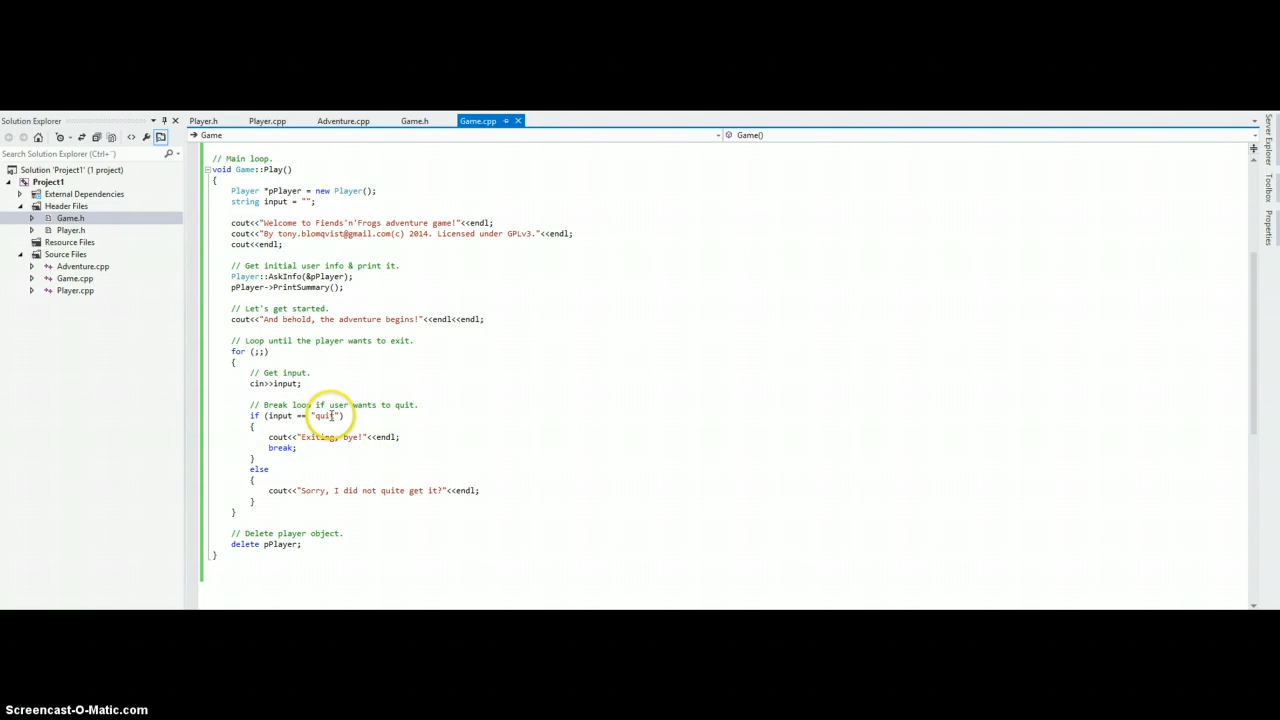 Solution Explorer
Search Solution Explorer (Ctrl+¨)
Solution 'Project1' (1 project)
Project1
External Dependencies
Header Files
Game.h
Player.h
Resource Files
Source Files
Adventure.cpp
Game.cpp
Player.cpp
Player.h Player.cpp Adventure.cpp Game.h Game.cpp
Game Game()
// Main loop.
void Game::Play()
{
Player *pPlayer = new Player();
string input = "";
cout<<"Welcome to Fiends'n'Frogs adventure game!"<<endl;
cout<<"By tony.blomqvist@gmail.com(c) 2014. Licensed under GPLv3."<<endl;
cout<<endl;
// Get initial user info & print it.
Player::AskInfo(&pPlayer);
pPlayer->PrintSummary();
// Let's get started.
cout<<"And behold, the adventure begins!"<<endl<<endl;
// Loop until the player wants to exit.
for (;;)
{
// Get input.
cin>>input;
// Break loop if user wants to quit.
if (input == "quit")
{
cout<<"Exiting, bye!"<<endl;
break;
}
else
{
cout<<"Sorry, I did not quite get it?"<<endl;
}
}
// Delete player object.
delete pPlayer;
}
Server Explorer
Toolbox
Properties
Screencast-O-Matic.com